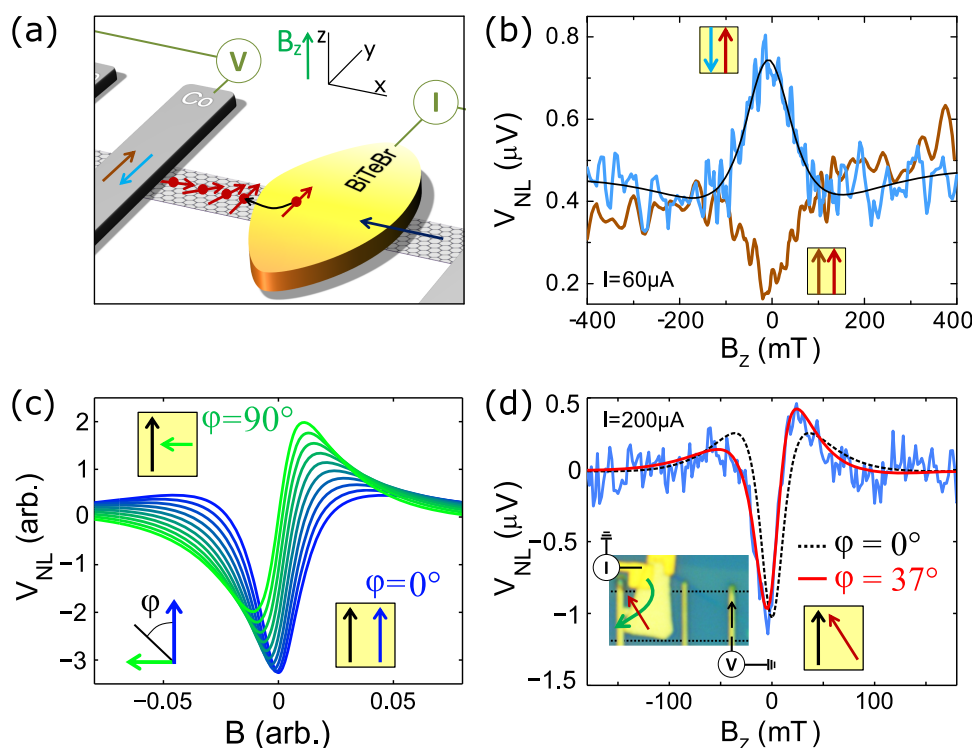 (a)
V
B_z
z
y
x
I
Co
BiTeBr
(b)
V_NL (µV)
0.8
0.6
0.4
0.2
I=60µA
-400
-200
0
200
400
B_z (mT)
(c)
V_NL (arb.)
2
1
0
-1
-2
-3
φ=90°
φ=0°
φ
-0.05
0
0.05
B (arb.)
(d)
V_NL (µV)
0.5
0
-0.5
-1
-1.5
I=200µA
φ = 0°
φ = 37°
I
V
-100
0
100
B_z (mT)